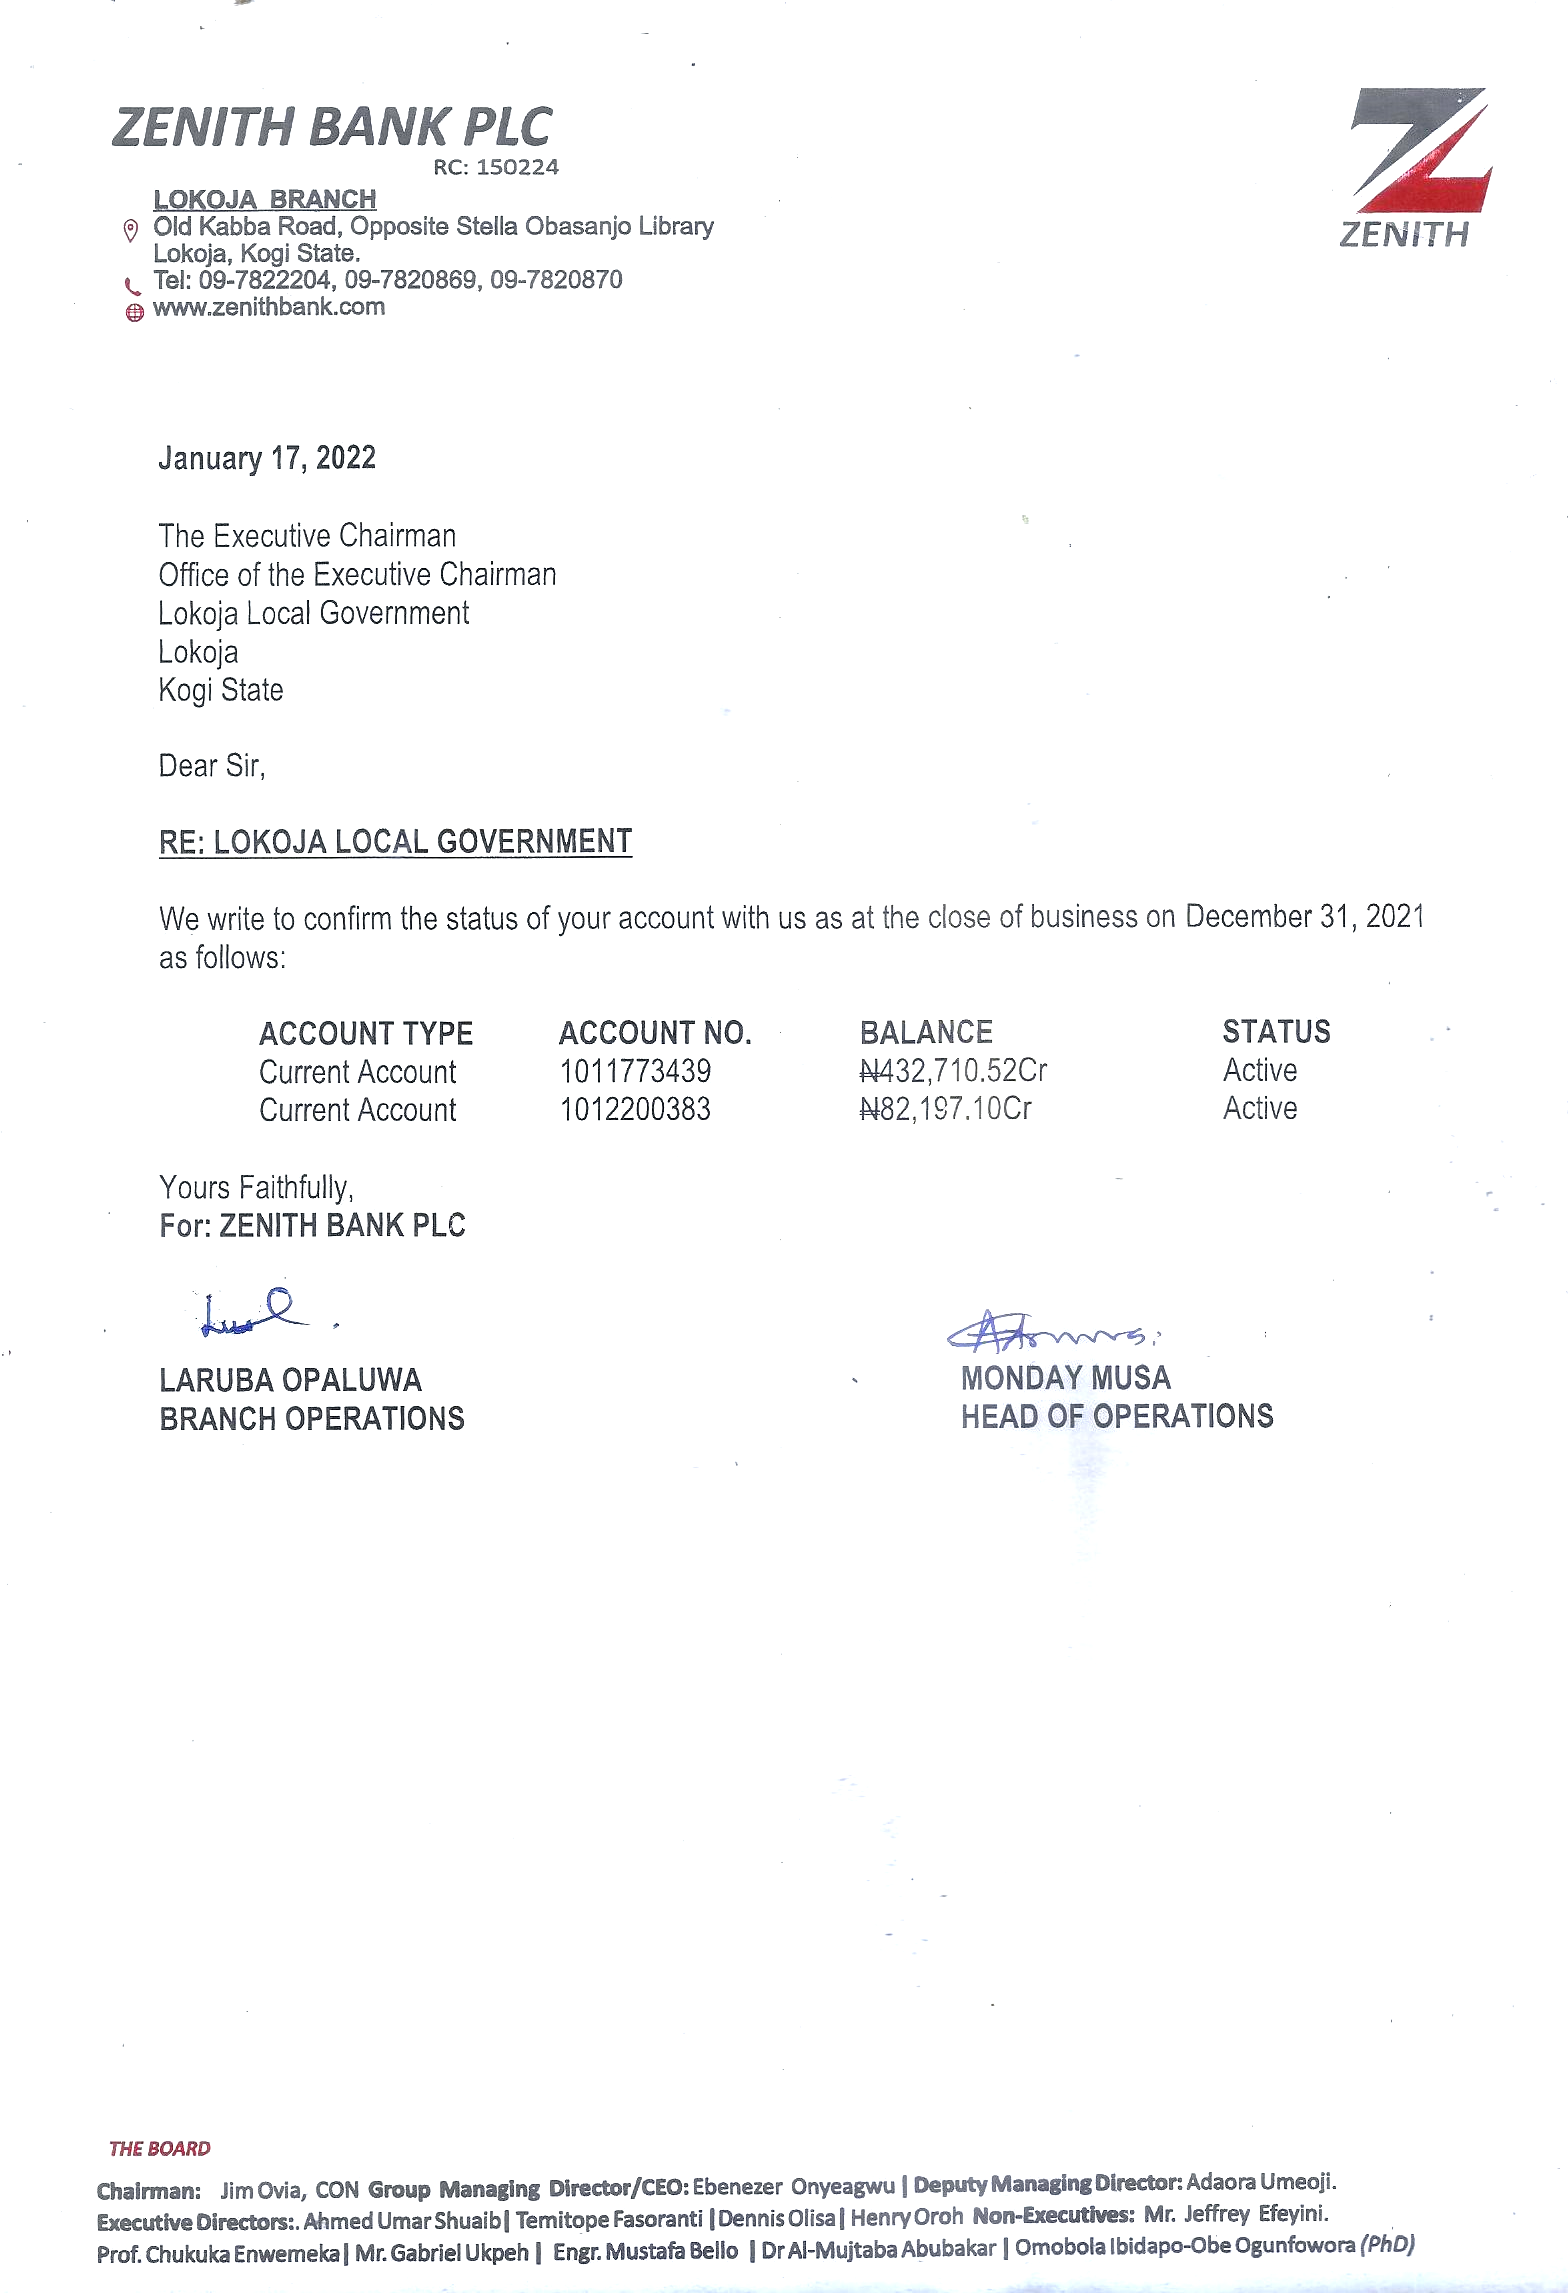 ZENITH BANK PLC
RC: 150224
LOKOJA BRANCH
Old Kabba Road, Opposite Stella Obasanjo Library
Lokoja, Kogi State.
Tel: 09-7822204, 09-7820869, 09-7820870
www.zenithbank.com
ZENITH
January 17, 2022
The Executive Chairman
Office of the Executive Chairman
Lokoja Local Government
Lokoja
Kogi State
Dear Sir,
RE: LOKOJA LOCAL GOVERNMENT
We write to confirm the status of your account with us as at the close of business on December 31, 2021
as follows:
ACCOUNT TYPE ACCOUNT NO. BALANCE STATUS
Current Account 1011773439 ₦432,710.52Cr Active
Current Account 1012200383 ₦82,197.10Cr Active
Yours Faithfully,
For: ZENITH BANK PLC
LARUBA OPALUWA MONDAY MUSA
BRANCH OPERATIONS HEAD OF OPERATIONS
THE BOARD
Chairman: Jim Ovia, CON Group Managing Director/CEO: Ebenezer Onyeagwu | Deputy Managing Director: Adaora Umeoji.
Executive Directors:. Ahmed Umar Shuaib| Temitope Fasoranti | Dennis Olisa | Henry Oroh Non-Executives: Mr. Jeffrey Efeyini.
Prof. Chukuka Enwemeka| Mr. Gabriel Ukpeh | Engr. Mustafa Bello | Dr Al-Mujtaba Abubakar | Omobola Ibidapo-Obe Ogunfowora (PhD)